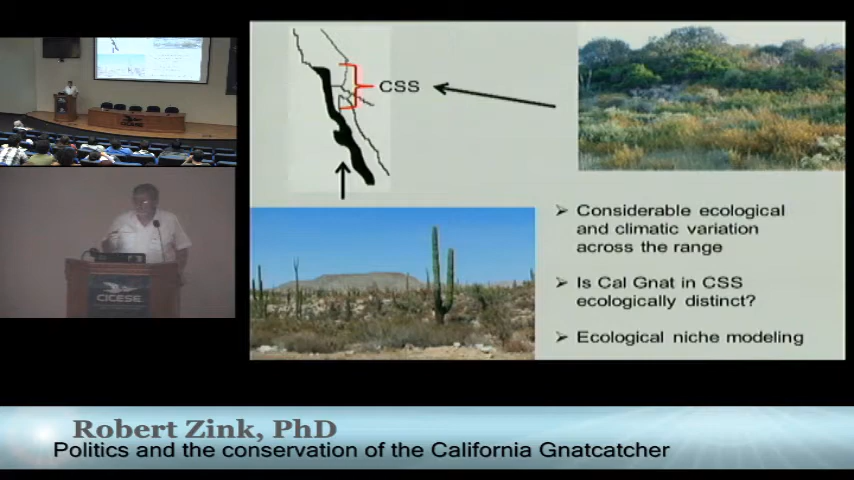 CSS
Considerable ecological
and climatic variation
across the range
Is Cal Gnat in CSS
ecologically distinct?
Ecological niche modeling
CICESE
CICESE
Robert Zink, PhD
Politics and the conservation of the California Gnatcatcher